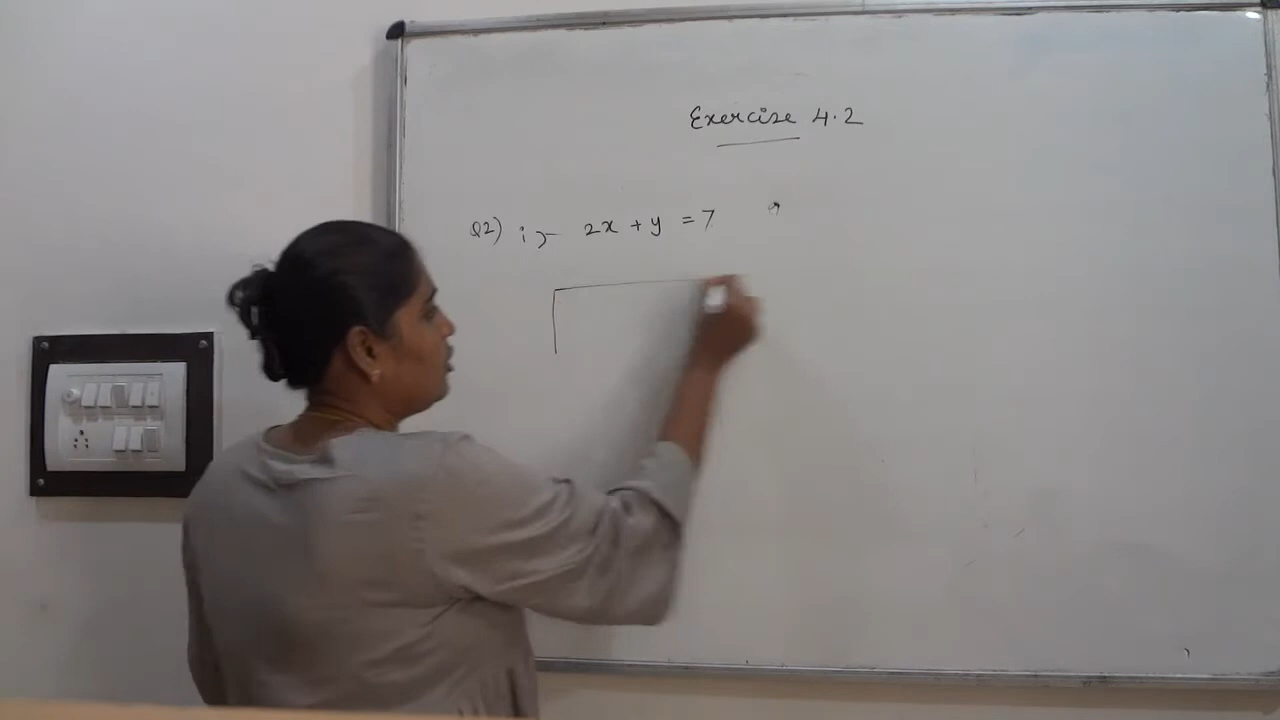 Exercise 4.2
Q2) i) - 2x + y = 7